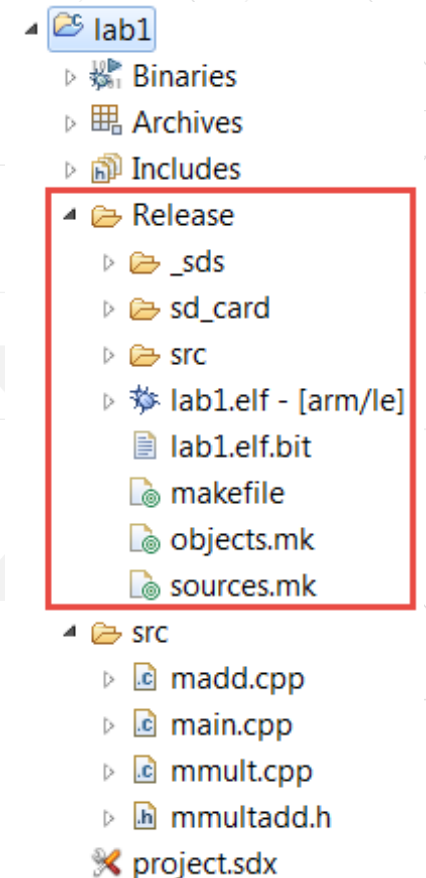 lab1
Binaries
Archives
Includes
Release
_sds
sd_card
src
lab1.elf - [arm/le]
lab1.elf.bit
makefile
objects.mk
sources.mk
src
madd.cpp
main.cpp
mmult.cpp
mmultadd.h
project.sdx